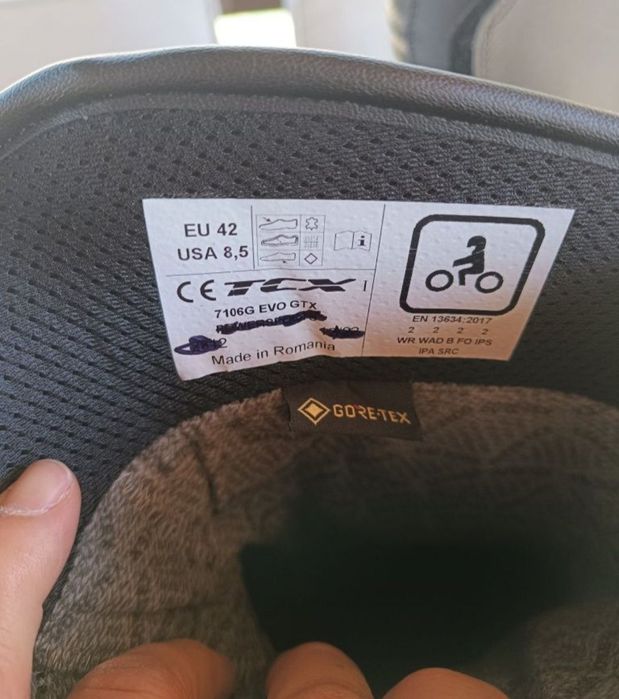 EU 42
USA 8,5
i
CE TCX
7106G EVO GTX
Made in Romania
EN 13634:2017
2 2 2 2
WR WAD B FO IPS
IPA SRC
GORE-TEX